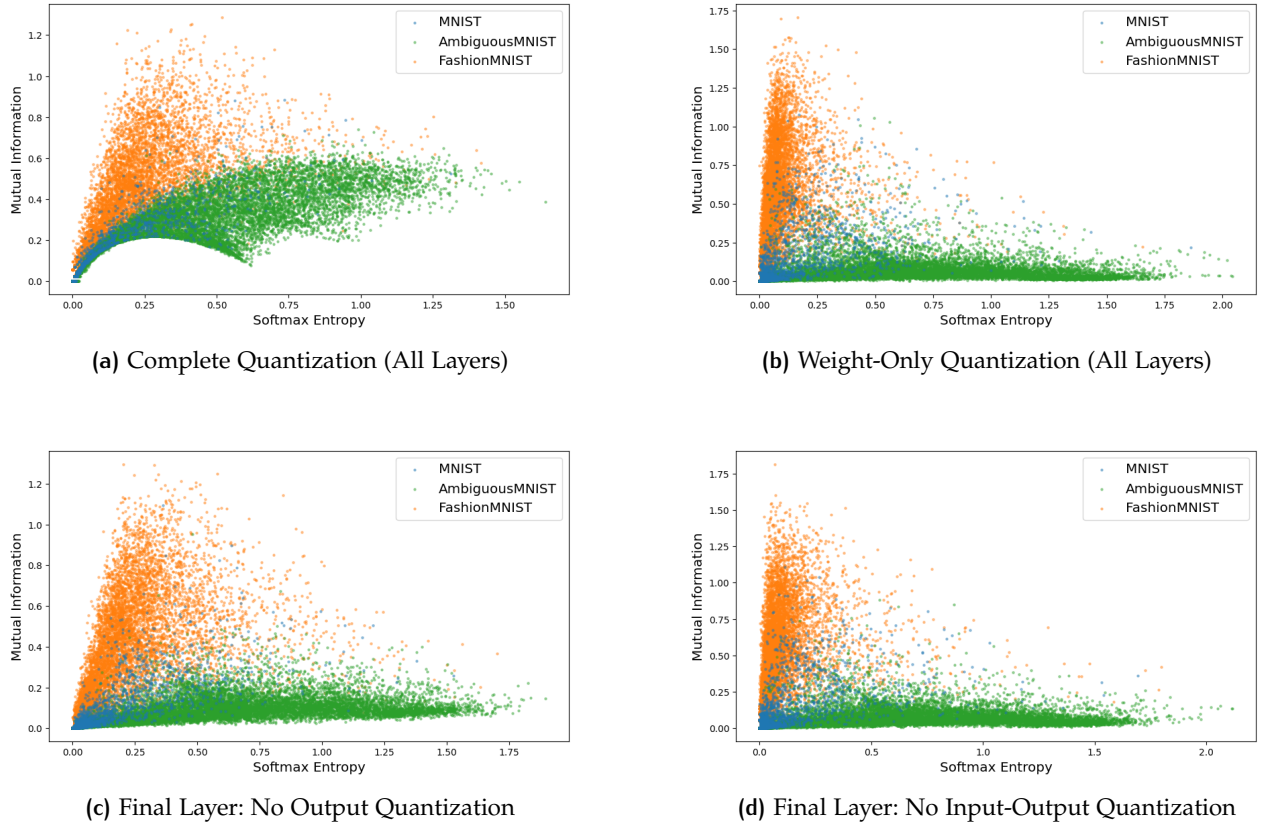 MNIST
AmbiguousMNIST
FashionMNIST
Mutual Information
1.2
1.0
0.8
0.6
0.4
0.2
0.0
0.00 0.25 0.50 0.75 1.00 1.25 1.50
Softmax Entropy
(a) Complete Quantization (All Layers)
MNIST
AmbiguousMNIST
FashionMNIST
Mutual Information
1.75
1.50
1.25
1.00
0.75
0.50
0.25
0.00
0.00 0.25 0.50 0.75 1.00 1.25 1.50 1.75 2.00
Softmax Entropy
(b) Weight-Only Quantization (All Layers)
MNIST
AmbiguousMNIST
FashionMNIST
Mutual Information
1.2
1.0
0.8
0.6
0.4
0.2
0.0
0.00 0.25 0.50 0.75 1.00 1.25 1.50 1.75
Softmax Entropy
(c) Final Layer: No Output Quantization
MNIST
AmbiguousMNIST
FashionMNIST
Mutual Information
1.75
1.50
1.25
1.00
0.75
0.50
0.25
0.00
0.0 0.5 1.0 1.5 2.0
Softmax Entropy
(d) Final Layer: No Input-Output Quantization